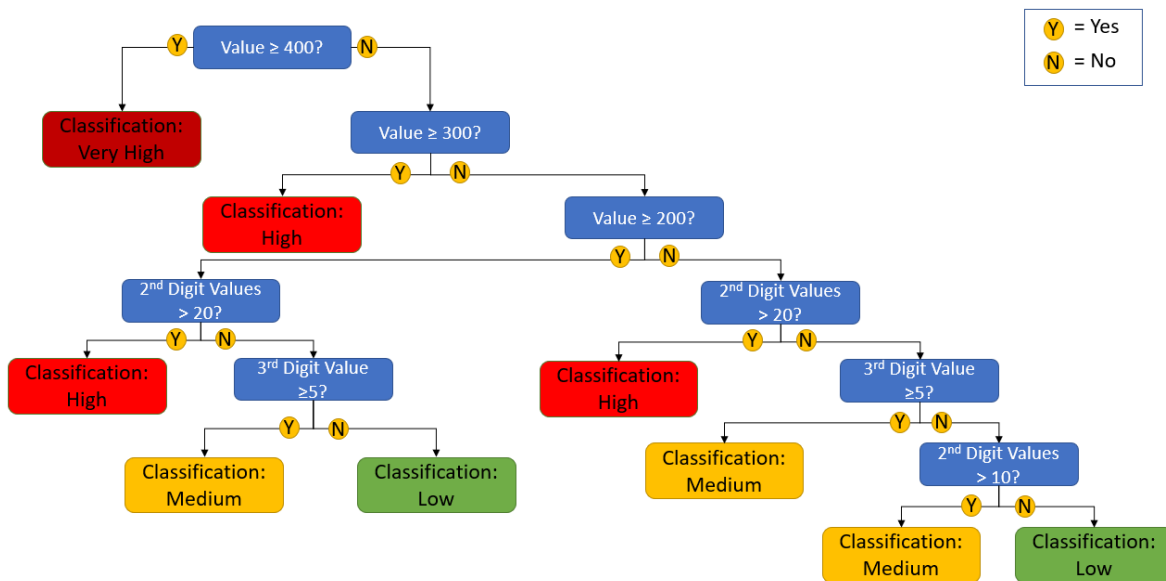 Y
Value ≥ 400?
N
Y = Yes
N = No
Classification:
Very High
Value ≥ 300?
Y
N
Classification:
High
Value ≥ 200?
Y
N
2nd Digit Values
> 20?
2nd Digit Values
> 20?
Y
N
Y
N
Classification:
High
3rd Digit Value
≥5?
Classification:
High
3rd Digit Value
≥5?
Y
N
Y
N
Classification:
Medium
Classification:
Low
Classification:
Medium
2nd Digit Values
> 10?
Y
N
Classification:
Medium
Classification:
Low